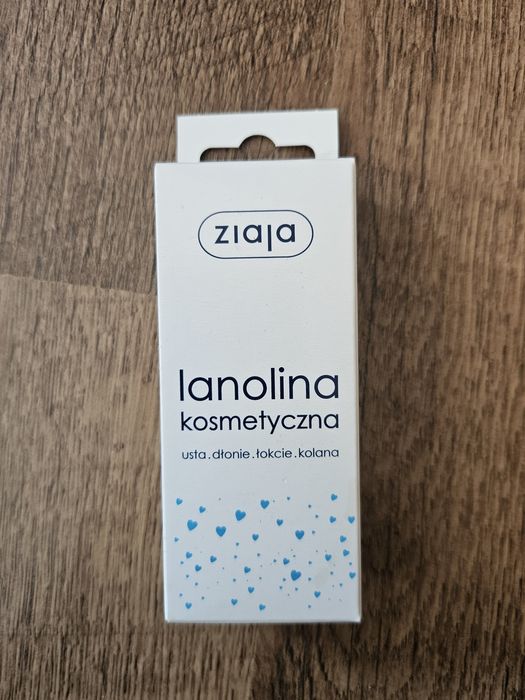 ziaja
lanolina
kosmetyczna
usta.dłonie.łokcie.kolana